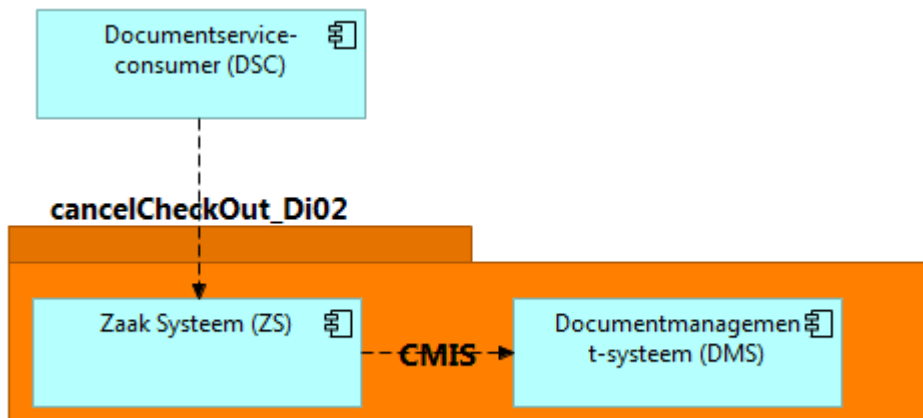 Documentservice-
consumer (DSC)
cancelCheckOut_Di02
Zaak Systeem (ZS)
CMIS
Documentmanagemen
t-systeem (DMS)